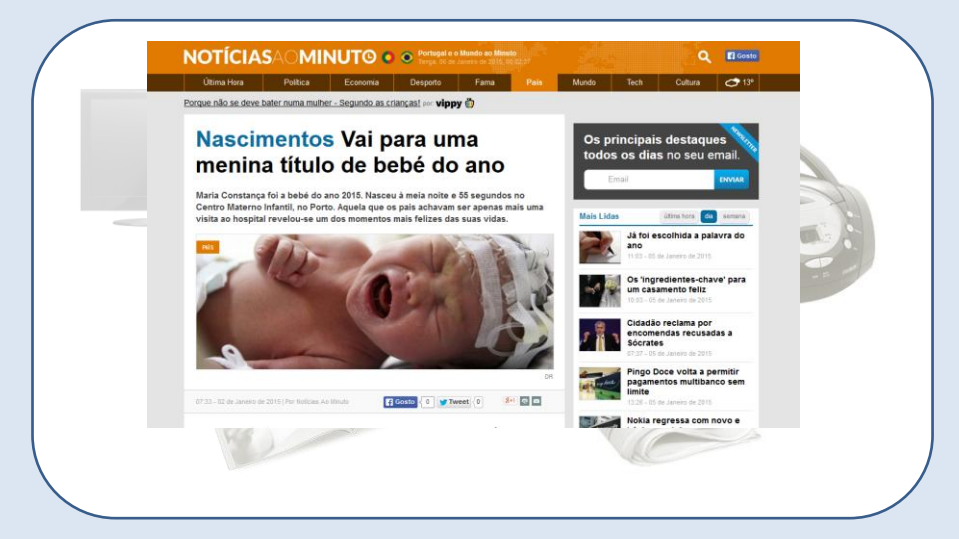 NOTÍCIASAOMINUTO
Portugal e o Mundo ao Minuto
Gosto
Última Hora Política Economia Desporto Fama País Mundo Tech Cultura 13º
Porque não se deve bater numa mulher - Segundo as crianças! por: vippy
Nascimentos Vai para uma
menina título de bebé do ano
Maria Constança foi a bebé do ano 2015. Nasceu à meia noite e 55 segundos no
Centro Materno Infantil, no Porto. Aquela que os pais achavam ser apenas mais uma
visita ao hospital revelou-se um dos momentos mais felizes das suas vidas.
PAÍS
DR
07:33 - 02 de Janeiro de 2015 | Por Notícias Ao Minuto
Gosto 0 Tweet 0
Os principais destaques
todos os dias no seu email.
NEWSLETTER
Email ENVIAR
Mais Lidas última hora dia semana
Já foi escolhida a palavra do
ano
11:03 - 05 de Janeiro de 2015
Os 'ingredientes-chave' para
um casamento feliz
10:03 - 05 de Janeiro de 2015
Cidadão reclama por
encomendas recusadas a
Sócrates
07:37 - 05 de Janeiro de 2015
Pingo Doce volta a permitir
pagamentos multibanco sem
limite
13:28 - 05 de Janeiro de 2015
Nokia regressa com novo e